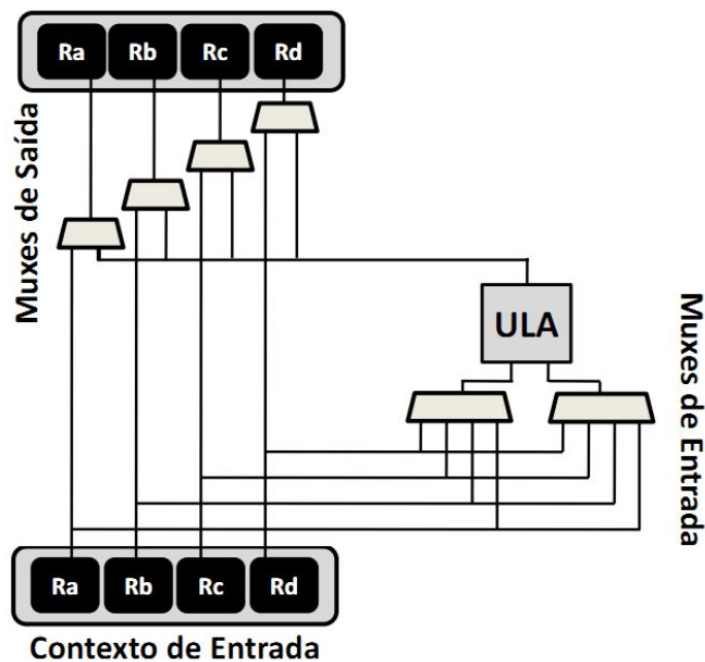 Ra Rb Rc Rd
Muxes de Saída
ULA
Muxes de Entrada
Ra Rb Rc Rd
Contexto de Entrada